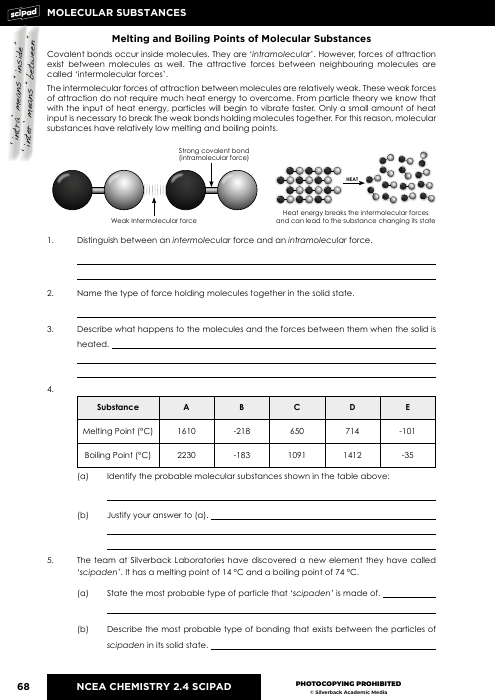 scipad MOLECULAR SUBSTANCES
'intra' means 'inside'
'inter' means 'between'
Melting and Boiling Points of Molecular Substances
Covalent bonds occur inside molecules. They are 'intramolecular'. However, forces of attraction
exist between molecules as well. The attractive forces between neighbouring molecules are
called 'intermolecular forces'.
The intermolecular forces of attraction between molecules are relatively weak. These weak forces
of attraction do not require much heat energy to overcome. From particle theory we know that
with the input of heat energy, particles will begin to vibrate faster. Only a small amount of heat
input is necessary to break the weak bonds holding molecules together. For this reason, molecular
substances have relatively low melting and boiling points.
Strong covalent bond
(intramolecular force)
HEAT
Weak Intermolecular force
Heat energy breaks the intermolecular forces
and can lead to the substance changing its state
1. Distinguish between an intermolecular force and an intramolecular force.
2. Name the type of force holding molecules together in the solid state.
3. Describe what happens to the molecules and the forces between them when the solid is
heated.
4.
Substance A B C D E
Melting Point (°C) 1610 -218 650 714 -101
Boiling Point (°C) 2230 -183 1091 1412 -35
(a) Identify the probable molecular substances shown in the table above:
(b) Justify your answer to (a).
5. The team at Silverback Laboratories have discovered a new element they have called
'scipaden'. It has a melting point of 14 °C and a boiling point of 74 °C.
(a) State the most probable type of particle that 'scipaden' is made of.
(b) Describe the most probable type of bonding that exists between the particles of
scipaden in its solid state.
68 NCEA CHEMISTRY 2.4 SCIPAD
PHOTOCOPYING PROHIBITED
© Silverback Academic Media